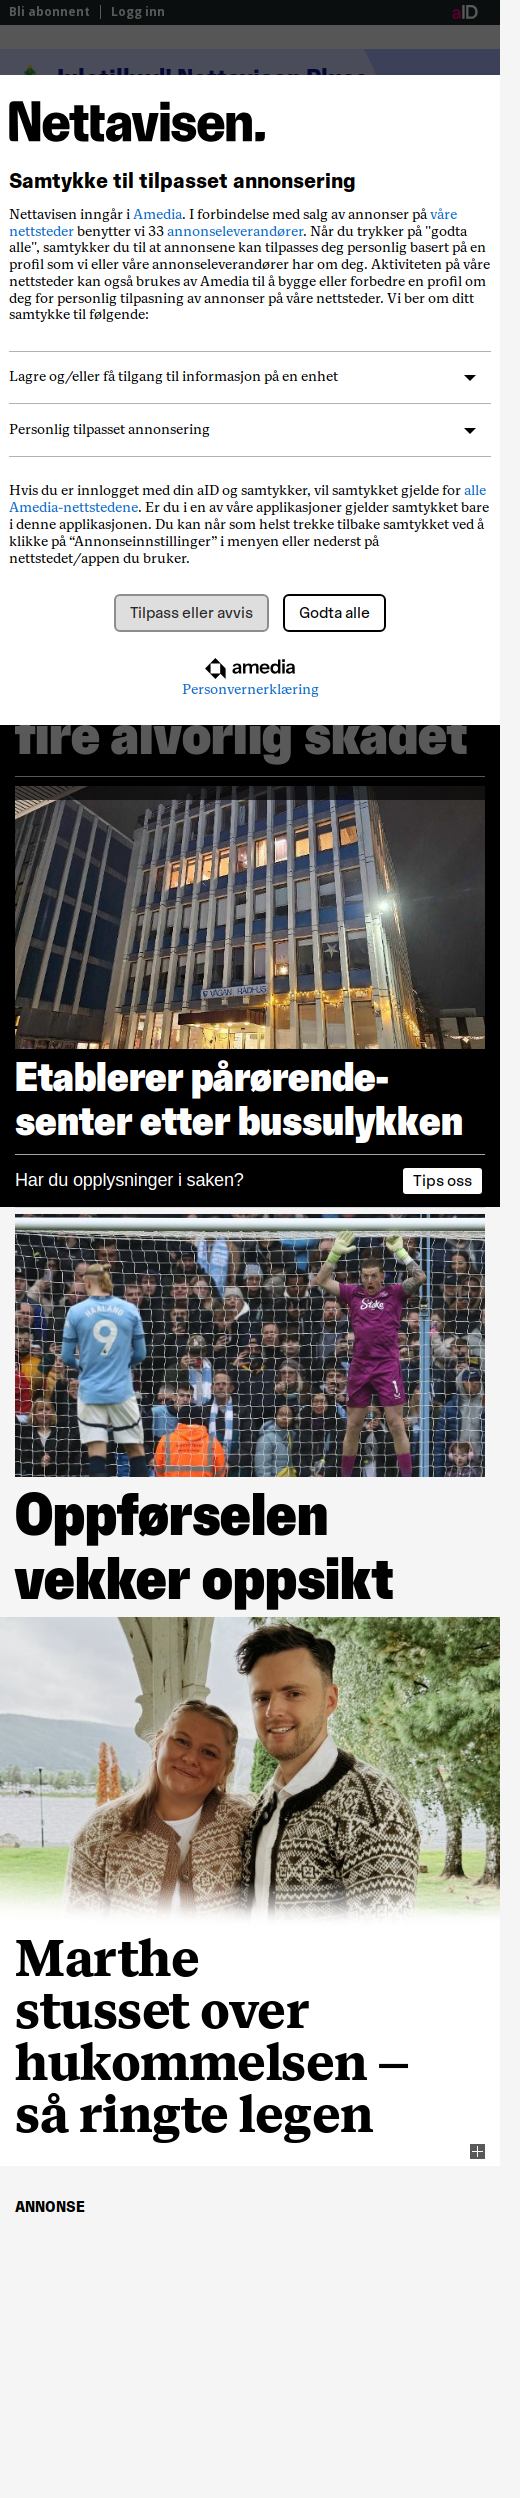 Bli abonnent
Logg inn
aID
Juletilbud! Nettavisen Pluss
Nettavisen.
Samtykke til tilpasset annonsering
Nettavisen inngår i Amedia. I forbindelse med salg av annonser på våre
nettsteder benytter vi 33 annonseleverandører. Når du trykker på "godta
alle", samtykker du til at annonsene kan tilpasses deg personlig basert på en
profil som vi eller våre annonseleverandører har om deg. Aktiviteten på våre
nettsteder kan også brukes av Amedia til å bygge eller forbedre en profil om
deg for personlig tilpasning av annonser på våre nettsteder. Vi ber om ditt
samtykke til følgende:
Lagre og/eller få tilgang til informasjon på en enhet
Personlig tilpasset annonsering
Hvis du er innlogget med din aID og samtykker, vil samtykket gjelde for alle
Amedia-nettstedene. Er du i en av våre applikasjoner gjelder samtykket bare
i denne applikasjonen. Du kan når som helst trekke tilbake samtykket ved å
klikke på “Annonseinnstillinger” i menyen eller nederst på
nettstedet/appen du bruker.
Tilpass eller avvis
Godta alle
amedia
Personvernerklæring
fire alvorlig skadet
VÅGAN RÅDHUS
Etablerer pårørende-
senter etter bussulykken
Har du opplysninger i saken?
Tips oss
HAALAND
9
Stake
1
Oppførselen
vekker oppsikt
Marthe
stusset over
hukommelsen –
så ringte legen
ANNONSE